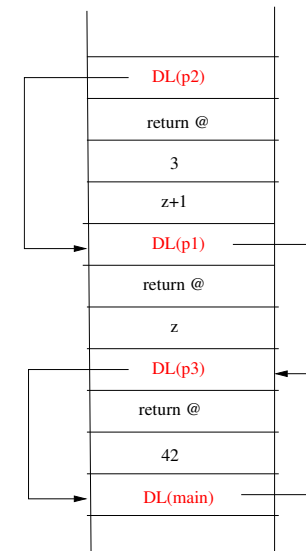 DL(p2)
return @
3
z+1
DL(p1)
return @
z
DL(p3)
return @
42
DL(main)